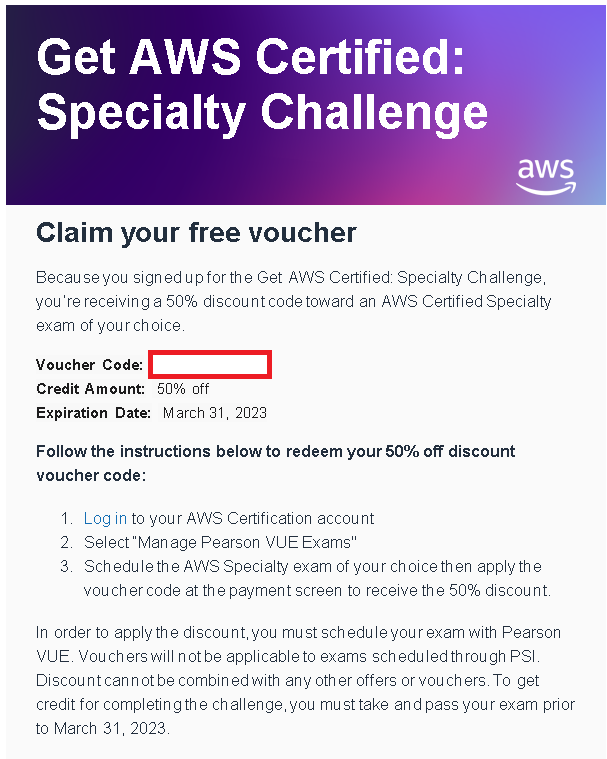 Get AWS Certified:
Specialty Challenge
aws
Claim your free voucher
Because you signed up for the Get AWS Certified: Specialty Challenge,
you’re receiving a 50% discount code toward an AWS Certified Specialty
exam of your choice.
Voucher Code:
Credit Amount: 50% off
Expiration Date: March 31, 2023
Follow the instructions below to redeem your 50% off discount
voucher code:
1. Log in to your AWS Certification account
2. Select “Manage Pearson VUE Exams"
3. Schedule the AWS Specialty exam of your choice then apply the
voucher code at the payment screen to receive the 50% discount.
In order to apply the discount, you must schedule your exam with Pearson
VUE. Vouchers will not be applicable to exams scheduled through PSI.
Discount cannot be combined with any other offers or vouchers. To get
credit for completing the challenge, you must take and pass your exam prior
to March 31, 2023.